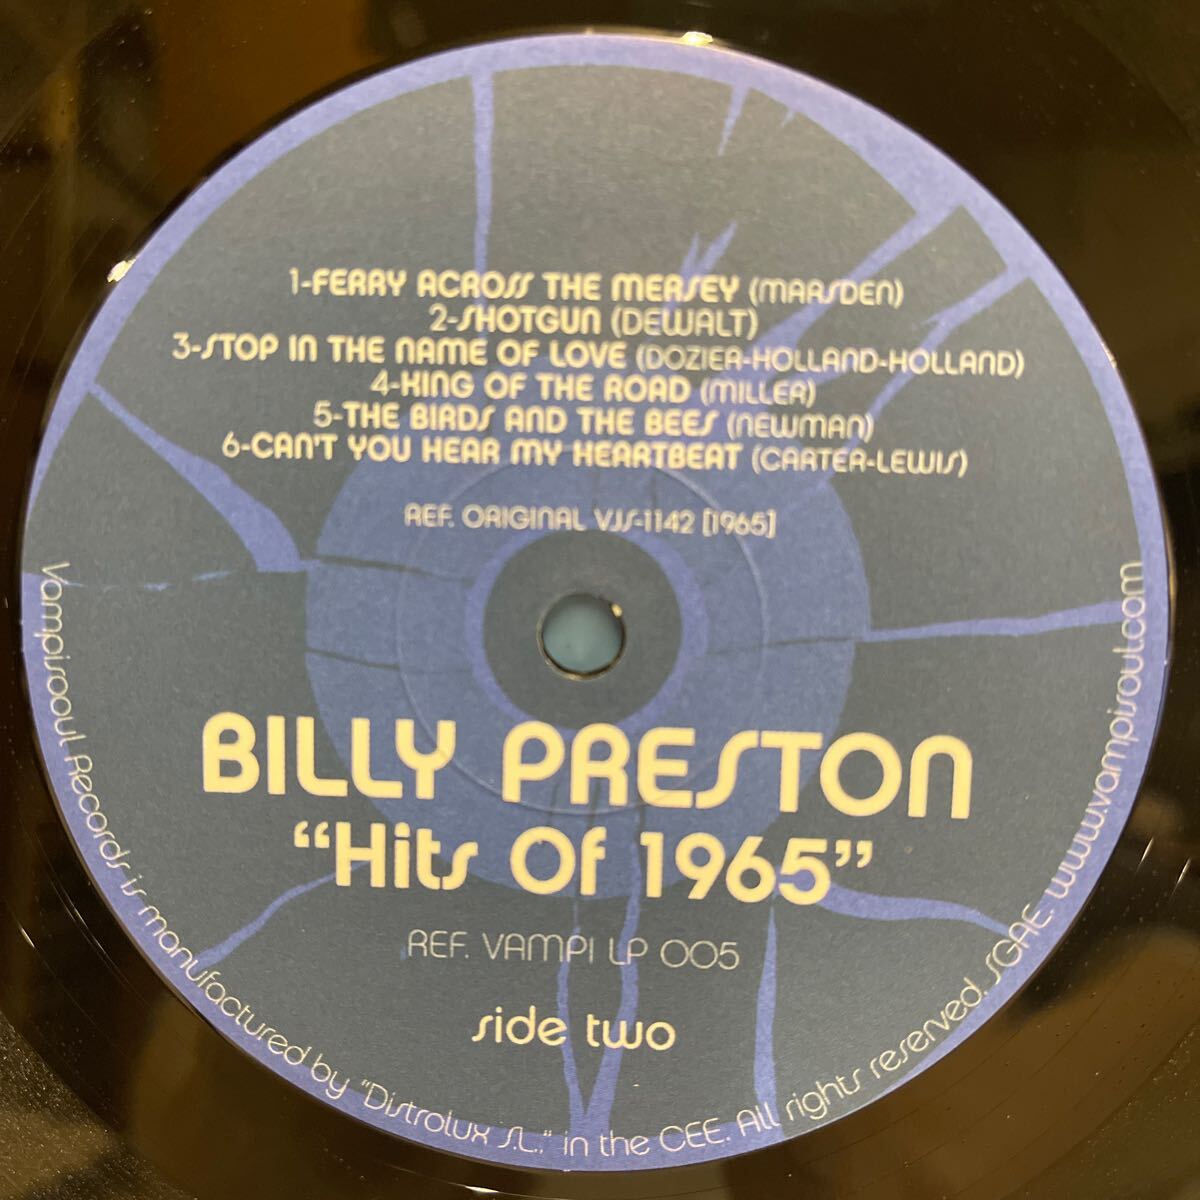 1-FERRY ACROSS THE MERSEY (MARSDEN)
2-SHOTGUN (DEWALT)
3-STOP IN THE NAME OF LOVE (DOZIER-HOLLAND-HOLLAND)
4-KING OF THE ROAD (MILLER)
5-THE BIRDS AND THE BEES (NEWMAN)
6-CAN'T YOU HEAR MY HEARTBEAT (CARTER-LEWIS)
REF. ORIGINAL VJS-1142 [1965]
BILLY PRESTON
"Hits Of 1965"
REF. VAMPI LP 005
side two
Vampisoul Records is manufactured by "Distrolux S.L." in the CEE. All rights reserved. SGAE. www.vampisoul.com